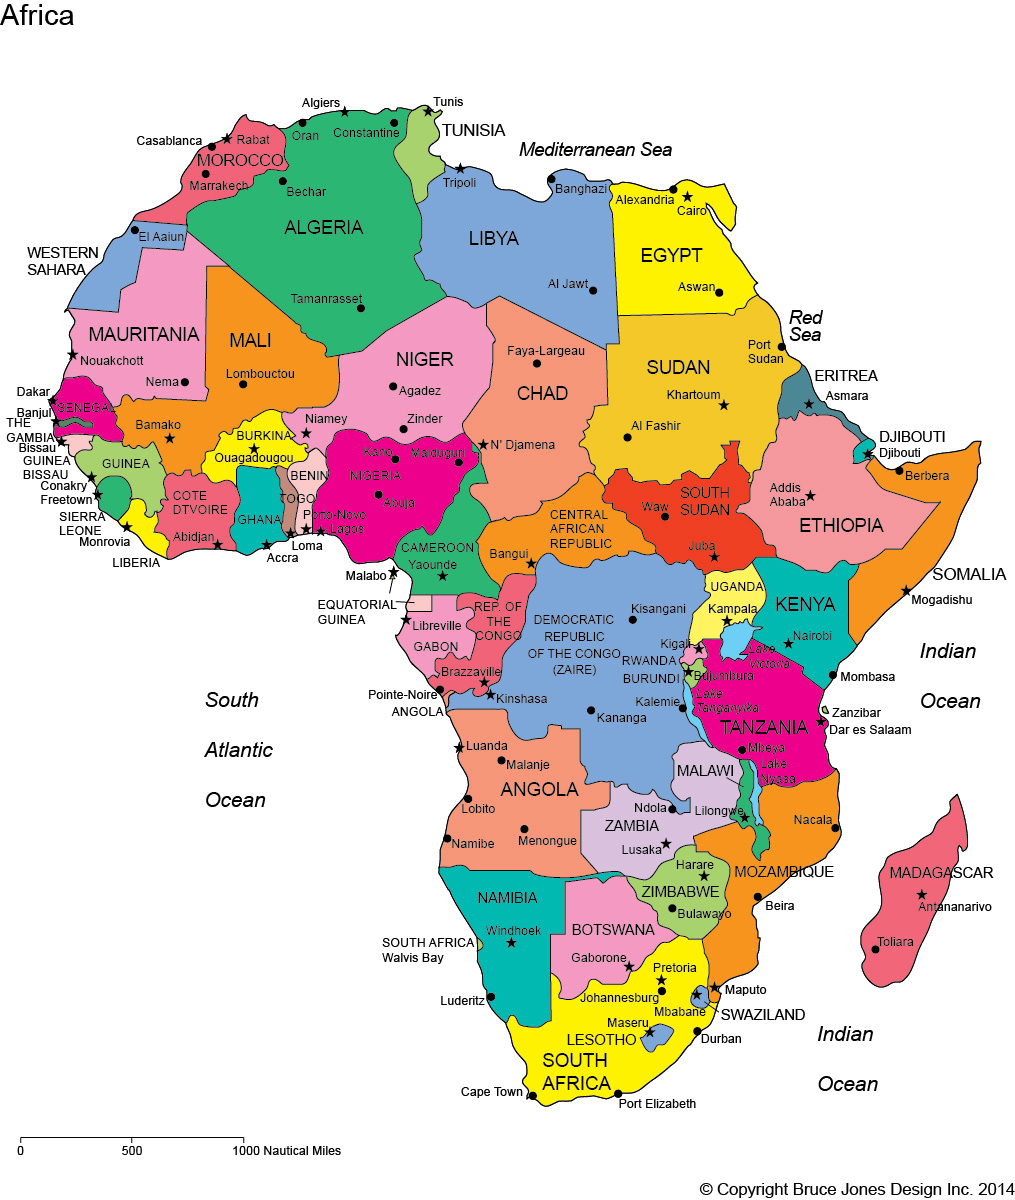 Africa
Algiers
Tunis
Oran
Constantine
TUNISIA
Casablanca
Rabat
MOROCCO
Mediterranean Sea
Marrakech
Bechar
Tripoli
Banghazi
Alexandria
Cairo
El Aaiun
WESTERN
SAHARA
ALGERIA
LIBYA
EGYPT
Al Jawt
Aswan
Tamanrasset
Red
Sea
MAURITANIA
MALI
NIGER
Faya-Largeau
SUDAN
Port
Sudan
Nouakchott
Nema
Lombouctou
Agadez
CHAD
Khartoum
ERITREA
Asmara
Dakar
SENEGAL
Banjul
THE
GAMBIA
Bissau
GUINEA
BISSAU
Bamako
Niamey
Zinder
Al Fashir
BURKINA
Ouagadougou
N' Djamena
DJIBOUTI
Djibouti
Berbera
Kano
Maiduguri
NIGERIA
Abuja
BENIN
TOGO
GUINEA
Conakry
Freetown
SIERRA
LEONE
Monrovia
LIBERIA
COTE
DTVOIRE
Abidjan
GHANA
Accra
Loma
Porto-Novo
Lagos
Addis
Ababa
ETHIOPIA
Waw
SOUTH
SUDAN
Juba
CENTRAL
AFRICAN
REPUBLIC
Bangui
CAMEROON
Yaounde
Malabo
EQUATORIAL
GUINEA
Libreville
GABON
REP. OF
THE
CONGO
Brazzaville
Pointe-Noire
ANGOLA
Kinshasa
DEMOCRATIC
REPUBLIC
OF THE CONGO
(ZAIRE)
Kisangani
Kananga
Kalemie
UGANDA
Kampala
KENYA
Nairobi
SOMALIA
Mogadishu
Kigali
RWANDA
BURUNDI
Bujumbura
Lake
Victoria
Lake
Tanganyika
Mombasa
Zanzibar
Dar es Salaam
TANZANIA
Mbeya
Lake
Nyasa
Indian
Ocean
South
Atlantic
Ocean
Luanda
Malanje
ANGOLA
Lobito
Namibe
Menongue
MALAWI
Ndola
Lilongwe
ZAMBIA
Lusaka
Nacala
MOZAMBIQUE
Harare
ZIMBABWE
Bulawayo
Beira
MADAGASCAR
Antananarivo
Toliara
NAMIBIA
Windhoek
SOUTH AFRICA
Walvis Bay
Luderitz
BOTSWANA
Gaborone
Pretoria
Johannesburg
Maputo
Mbabane
SWAZILAND
Maseru
LESOTHO
Durban
SOUTH
AFRICA
Cape Town
Port Elizabeth
Indian
Ocean
0 500 1000 Nautical Miles
© Copyright Bruce Jones Design Inc. 2014